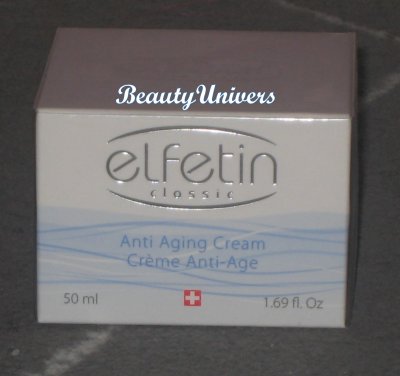 BeautyUnivers
elfetin
classic
Anti Aging Cream
Crème Anti-Age
50 ml
1.69 fl. Oz